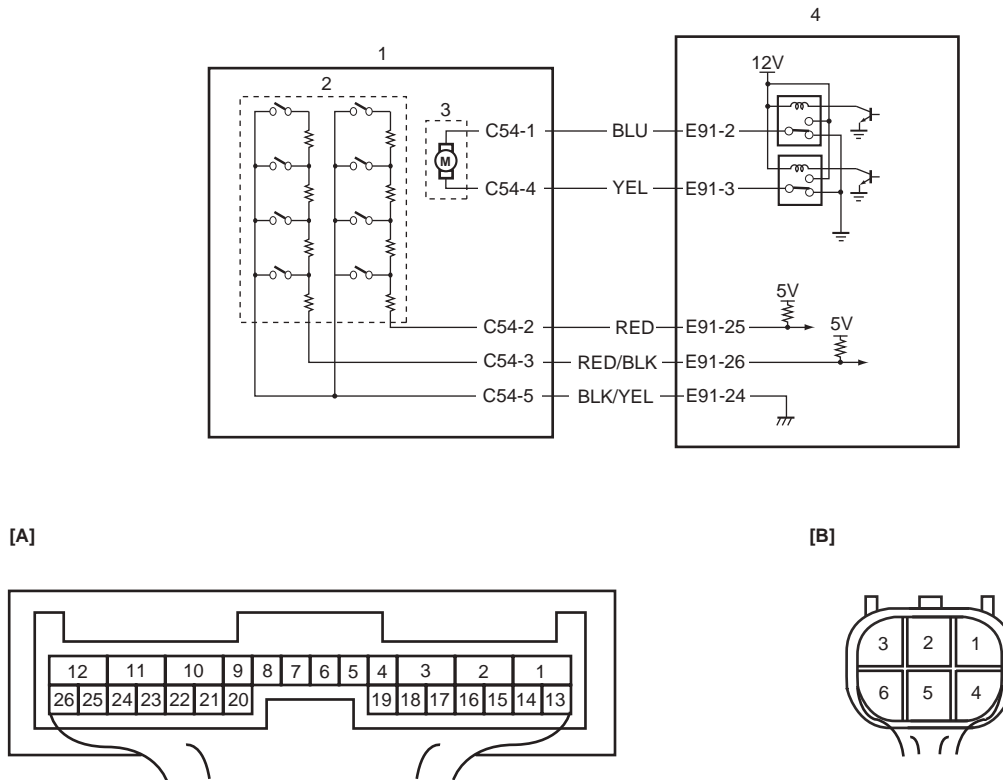 4
1
12V
2
3
C54-1 BLU E91-2
M
C54-4 YEL E91-3
5V
C54-2 RED E91-25
5V
C54-3 RED/BLK E91-26
C54-5 BLK/YEL E91-24
[A] [B]
12 11 10 9 8 7 6 5 4 3 2 1
26 25 24 23 22 21 20 19 18 17 16 15 14 13
3 2 1
6 5 4